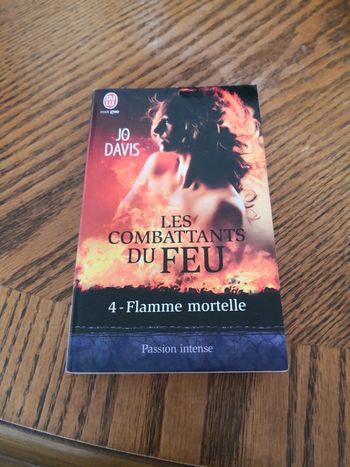 J'AI
LU
JO
DAVIS
LES
COMBATTANTS
DU FEU
4-Flamme mortelle
Passion intense